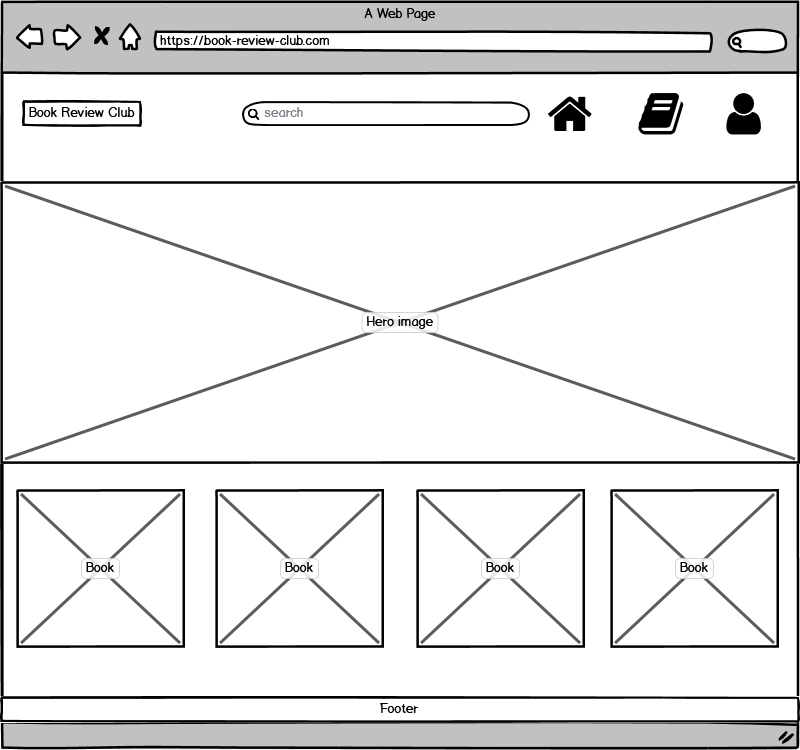 A Web Page
https://book-review-club.com
Book Review Club
search
Hero image
Book
Book
Book
Book
Footer